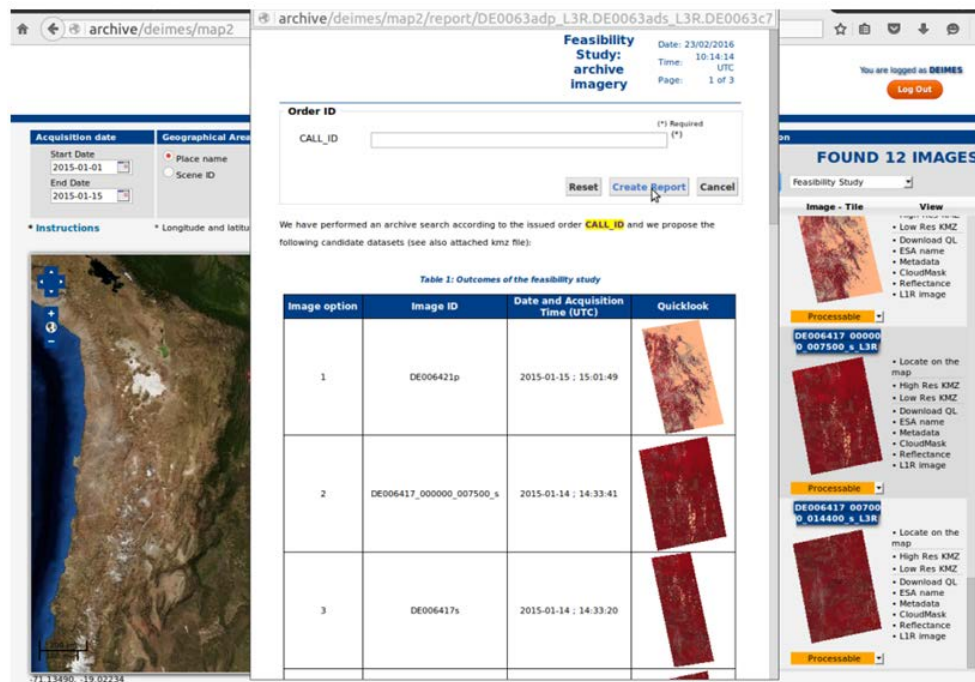 archive/deimes/map2
archive/deimes/map2/report/DE0063adp_L3R.DE0063ads_L3R.DE0063c7
Feasibility
Study:
archive
imagery
Date: 23/02/2016
Time: 10:14:14
UTC
Page: 1 of 3
You are logged as DEIMES
Log Out
Order ID
(*) Required
CALL_ID (*)
Reset Create Report Cancel
We have performed an archive search according to the issued order CALL_ID and we propose the
following candidate datasets (see also attached kmz file):
Table 1: Outcomes of the feasibility study
Image option Image ID Date and Acquisition Time (UTC) Quicklook
1 DE006421p 2015-01-15 ; 15:01:49
2 DE006417_000000_007500_s 2015-01-14 ; 14:33:41
3 DE006417s 2015-01-14 ; 14:33:20
Acquisition date Geographical Area
Start Date
2015-01-01
End Date
2015-01-15
Place name
Scene ID
* Instructions * Longitude and latitu
-71.13490, -19.02234
on
FOUND 12 IMAGES
Feasibility Study
Image - Tile View
• High Res KMZ
• Low Res KMZ
• Download QL
• ESA name
• Metadata
• CloudMask
• Reflectance
• L1R image
Processable
DE006417_00000
0_007500_s_L3R
• Locate on the
map
• High Res KMZ
• Low Res KMZ
• Download QL
• ESA name
• Metadata
• CloudMask
• Reflectance
• L1R image
Processable
DE006417_00700
0_014400_s_L3R
• Locate on the
map
• High Res KMZ
• Low Res KMZ
• Download QL
• ESA name
• Metadata
• CloudMask
• Reflectance
• L1R image
Processable